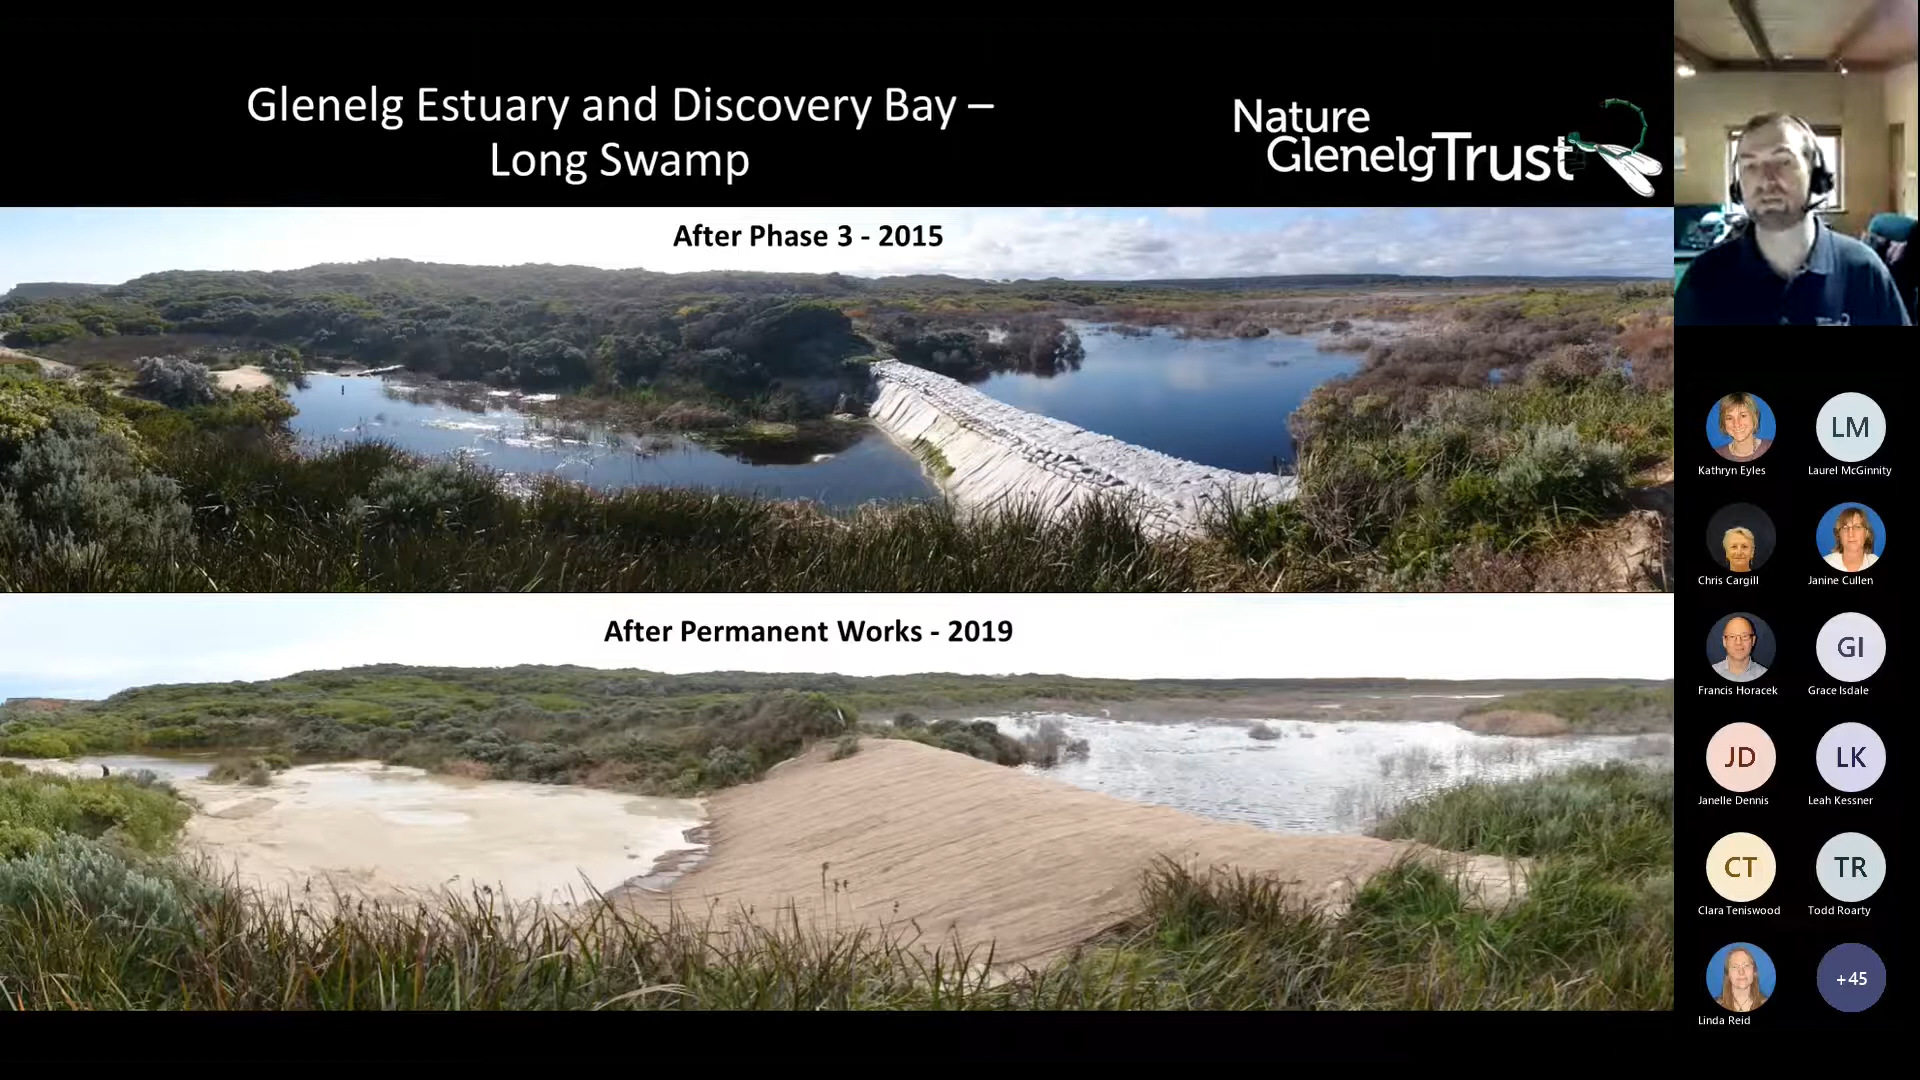 Glenelg Estuary and Discovery Bay –
Long Swamp
Nature
GlenelgTrust
After Phase 3 - 2015
After Permanent Works - 2019
Kathryn Eyles
LM
Laurel McGinnity
Chris Cargill
Janine Cullen
Francis Horacek
GI
Grace Isdale
JD
Janelle Dennis
LK
Leah Kessner
CT
Clara Teniswood
TR
Todd Roarty
Linda Reid
+45